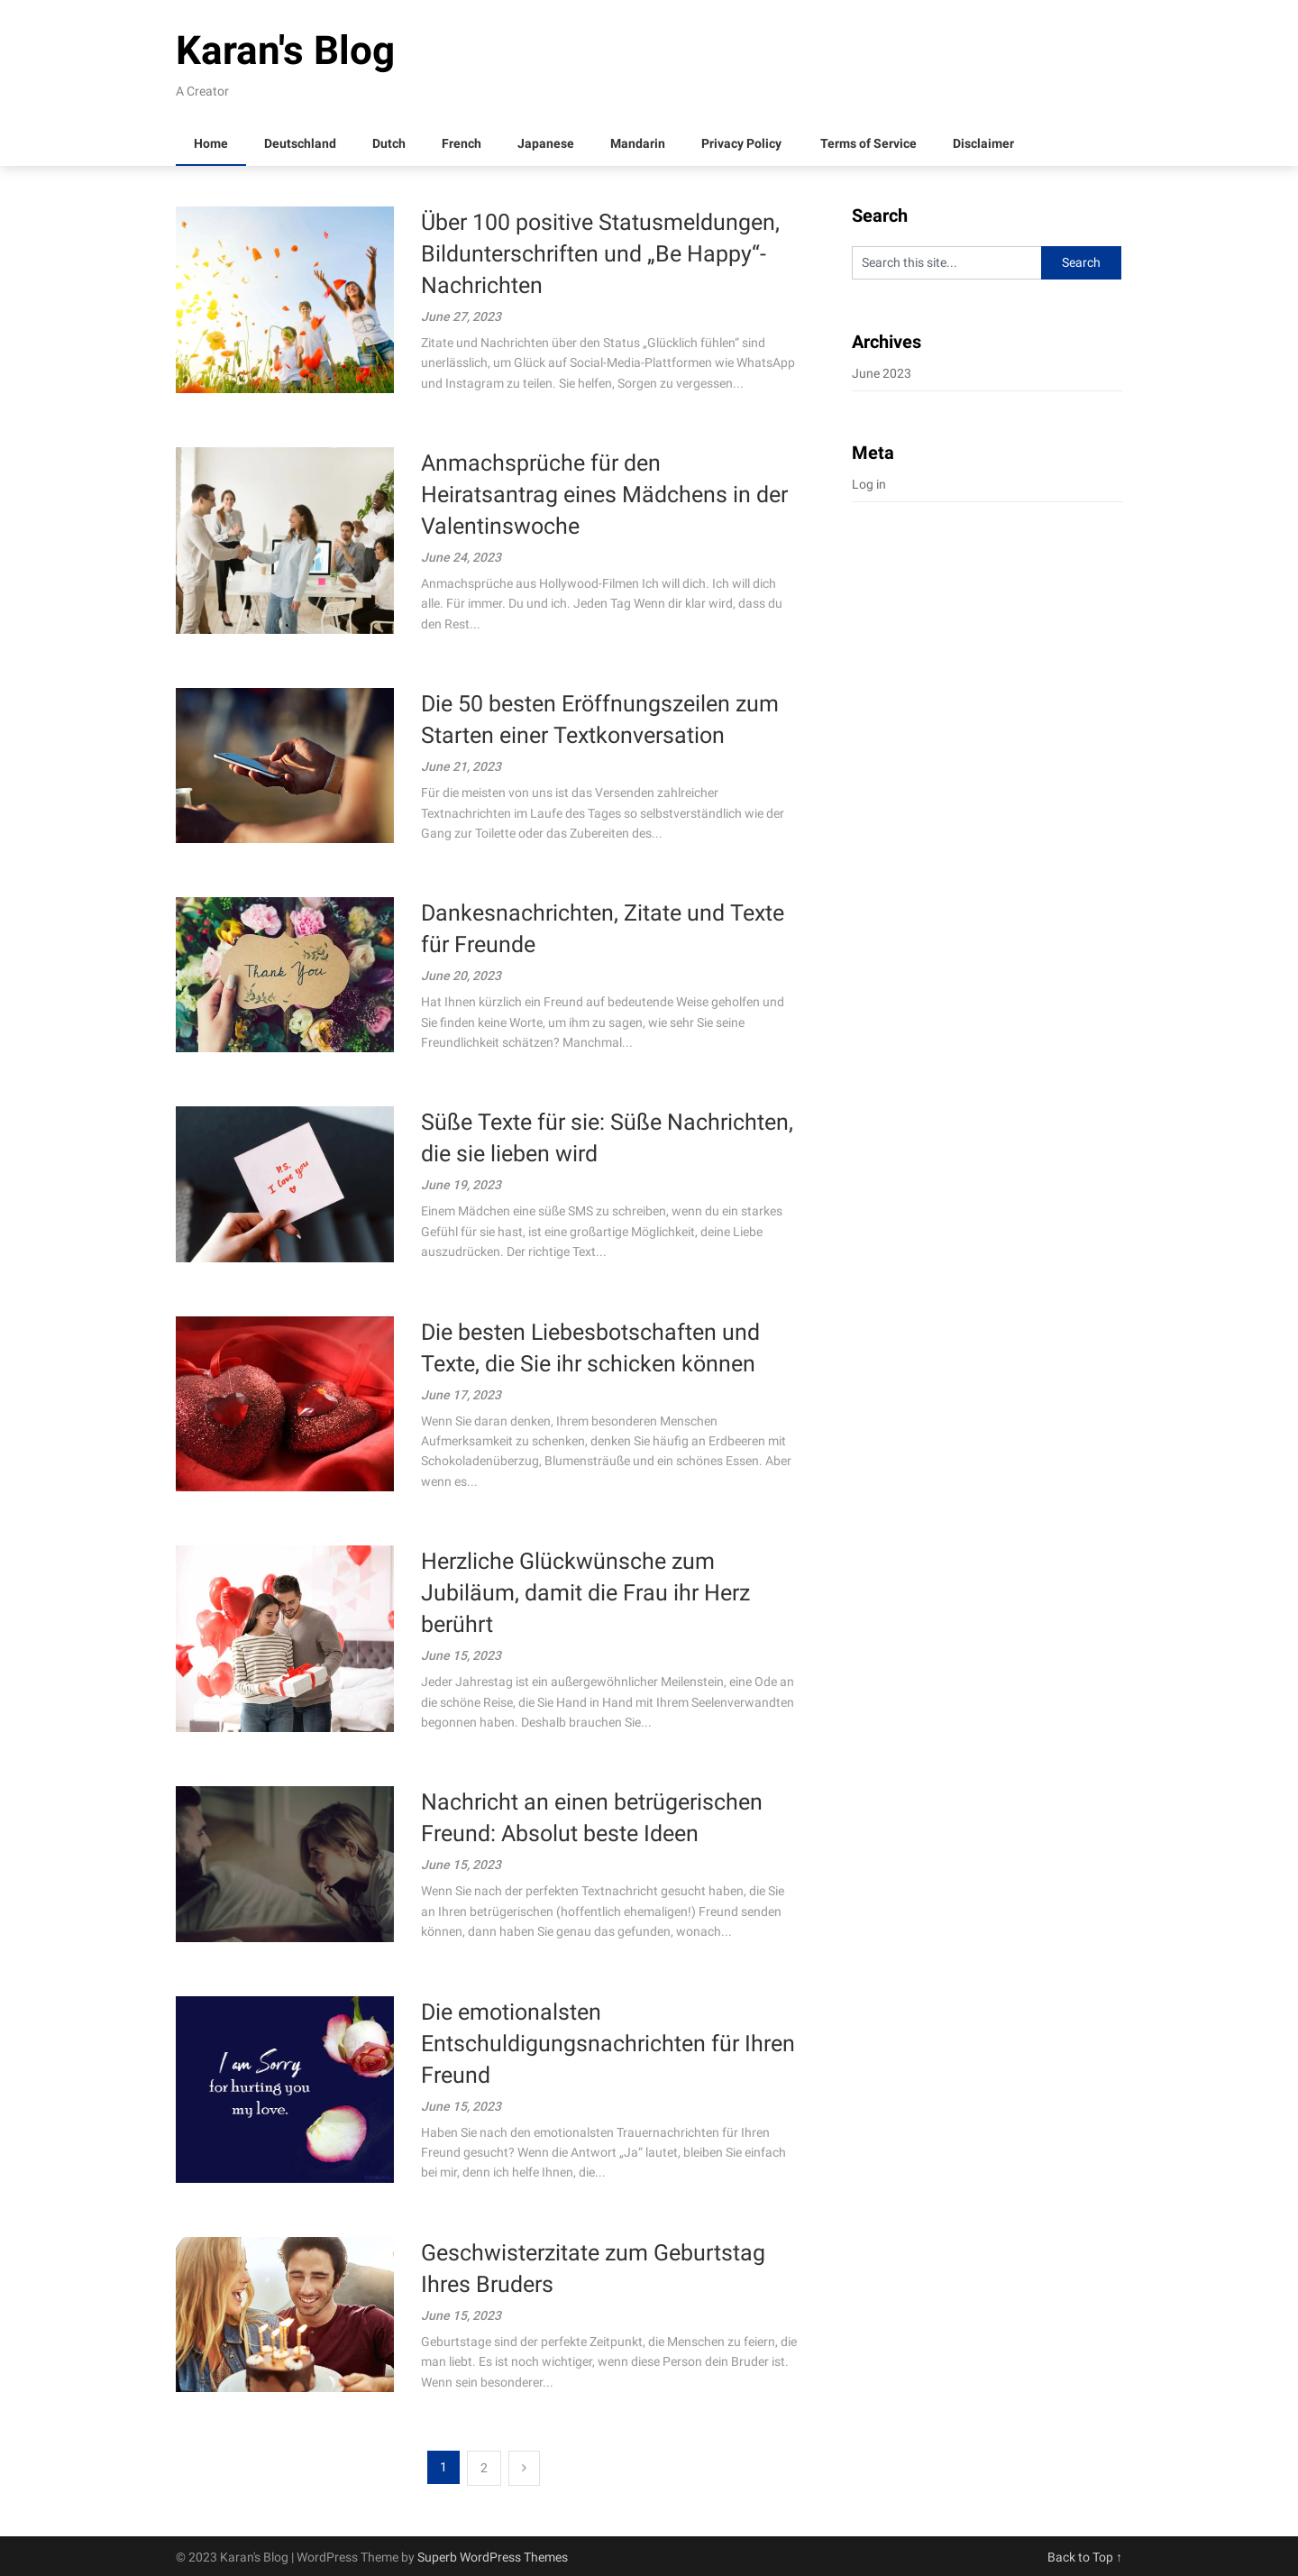 Karan's Blog
A Creator
Home Deutschland Dutch French Japanese Mandarin Privacy Policy Terms of Service Disclaimer
Über 100 positive Statusmeldungen,
Bildunterschriften und „Be Happy“-
Nachrichten
June 27, 2023
Zitate und Nachrichten über den Status „Glücklich fühlen“ sind
unerlässlich, um Glück auf Social-Media-Plattformen wie WhatsApp
und Instagram zu teilen. Sie helfen, Sorgen zu vergessen...
Anmachsprüche für den
Heiratsantrag eines Mädchens in der
Valentinswoche
June 24, 2023
Anmachsprüche aus Hollywood-Filmen Ich will dich. Ich will dich
alle. Für immer. Du und ich. Jeden Tag Wenn dir klar wird, dass du
den Rest...
Die 50 besten Eröffnungszeilen zum
Starten einer Textkonversation
June 21, 2023
Für die meisten von uns ist das Versenden zahlreicher
Textnachrichten im Laufe des Tages so selbstverständlich wie der
Gang zur Toilette oder das Zubereiten des...
Thank You
Dankesnachrichten, Zitate und Texte
für Freunde
June 20, 2023
Hat Ihnen kürzlich ein Freund auf bedeutende Weise geholfen und
Sie finden keine Worte, um ihm zu sagen, wie sehr Sie seine
Freundlichkeit schätzen? Manchmal...
P.S.
I love you
Süße Texte für sie: Süße Nachrichten,
die sie lieben wird
June 19, 2023
Einem Mädchen eine süße SMS zu schreiben, wenn du ein starkes
Gefühl für sie hast, ist eine großartige Möglichkeit, deine Liebe
auszudrücken. Der richtige Text...
Die besten Liebesbotschaften und
Texte, die Sie ihr schicken können
June 17, 2023
Wenn Sie daran denken, Ihrem besonderen Menschen
Aufmerksamkeit zu schenken, denken Sie häufig an Erdbeeren mit
Schokoladenüberzug, Blumensträuße und ein schönes Essen. Aber
wenn es...
Herzliche Glückwünsche zum
Jubiläum, damit die Frau ihr Herz
berührt
June 15, 2023
Jeder Jahrestag ist ein außergewöhnlicher Meilenstein, eine Ode an
die schöne Reise, die Sie Hand in Hand mit Ihrem Seelenverwandten
begonnen haben. Deshalb brauchen Sie...
Nachricht an einen betrügerischen
Freund: Absolut beste Ideen
June 15, 2023
Wenn Sie nach der perfekten Textnachricht gesucht haben, die Sie
an Ihren betrügerischen (hoffentlich ehemaligen!) Freund senden
können, dann haben Sie genau das gefunden, wonach...
I am Sorry
for hurting you
my love.
Die emotionalsten
Entschuldigungsnachrichten für Ihren
Freund
June 15, 2023
Haben Sie nach den emotionalsten Trauernachrichten für Ihren
Freund gesucht? Wenn die Antwort „Ja“ lautet, bleiben Sie einfach
bei mir, denn ich helfe Ihnen, die...
Geschwisterzitate zum Geburtstag
Ihres Bruders
June 15, 2023
Geburtstage sind der perfekte Zeitpunkt, die Menschen zu feiern, die
man liebt. Es ist noch wichtiger, wenn diese Person dein Bruder ist.
Wenn sein besonderer...
1 2 ›
Search
Search this site... Search
Archives
June 2023
Meta
Log in
© 2023 Karan's Blog | WordPress Theme by Superb WordPress Themes
Back to Top ↑